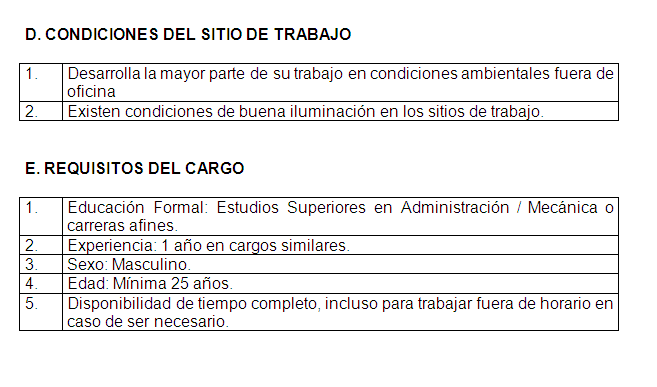 D. CONDICIONES DEL SITIO DE TRABAJO
1. Desarrolla la mayor parte de su trabajo en condiciones ambientales fuera de
oficina
2. Existen condiciones de buena iluminación en los sitios de trabajo.
E. REQUISITOS DEL CARGO
1. Educación Formal: Estudios Superiores en Administración / Mecánica o
carreras afines.
2. Experiencia: 1 año en cargos similares.
3. Sexo: Masculino.
4. Edad: Mínima 25 años.
5. Disponibilidad de tiempo completo, incluso para trabajar fuera de horario en
caso de ser necesario.